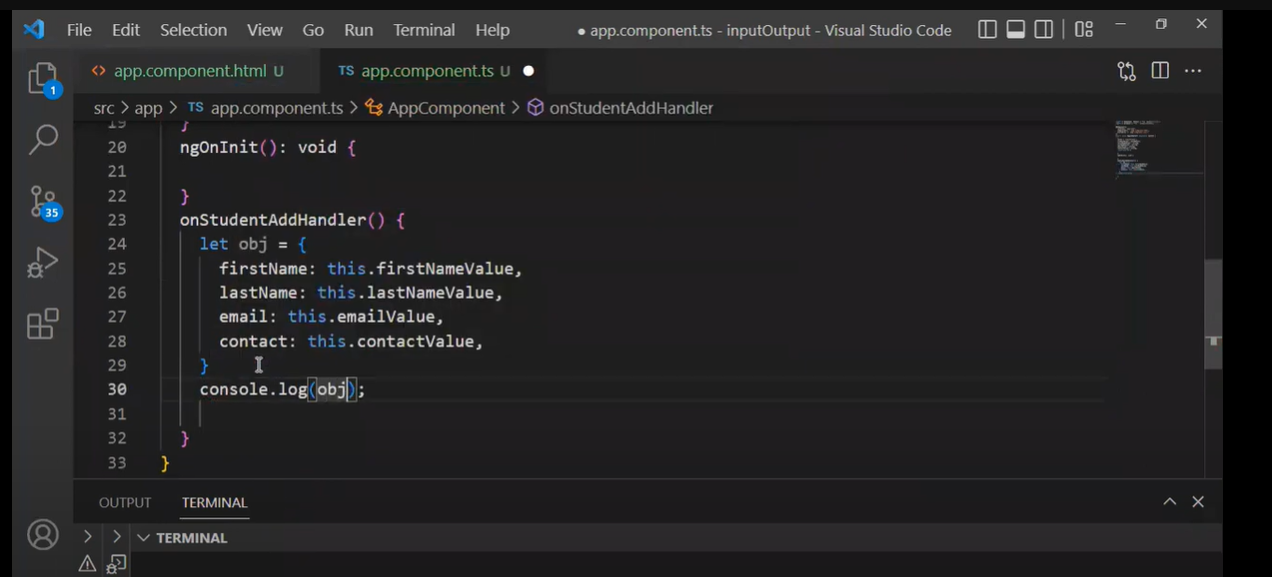 File Edit Selection View Go Run Terminal Help ● app.component.ts - inputOutput - Visual Studio Code
<> app.component.html U TS app.component.ts U ●
src > app > TS app.component.ts > AppComponent > onStudentAddHandler
19 }
20 ngOnInit(): void {
21
22 }
23 onStudentAddHandler() {
24 let obj = {
25 firstName: this.firstNameValue,
26 lastName: this.lastNameValue,
27 email: this.emailValue,
28 contact: this.contactValue,
29 }
30 console.log(obj);
31
32 }
33 }
1
35
OUTPUT TERMINAL
TERMINAL